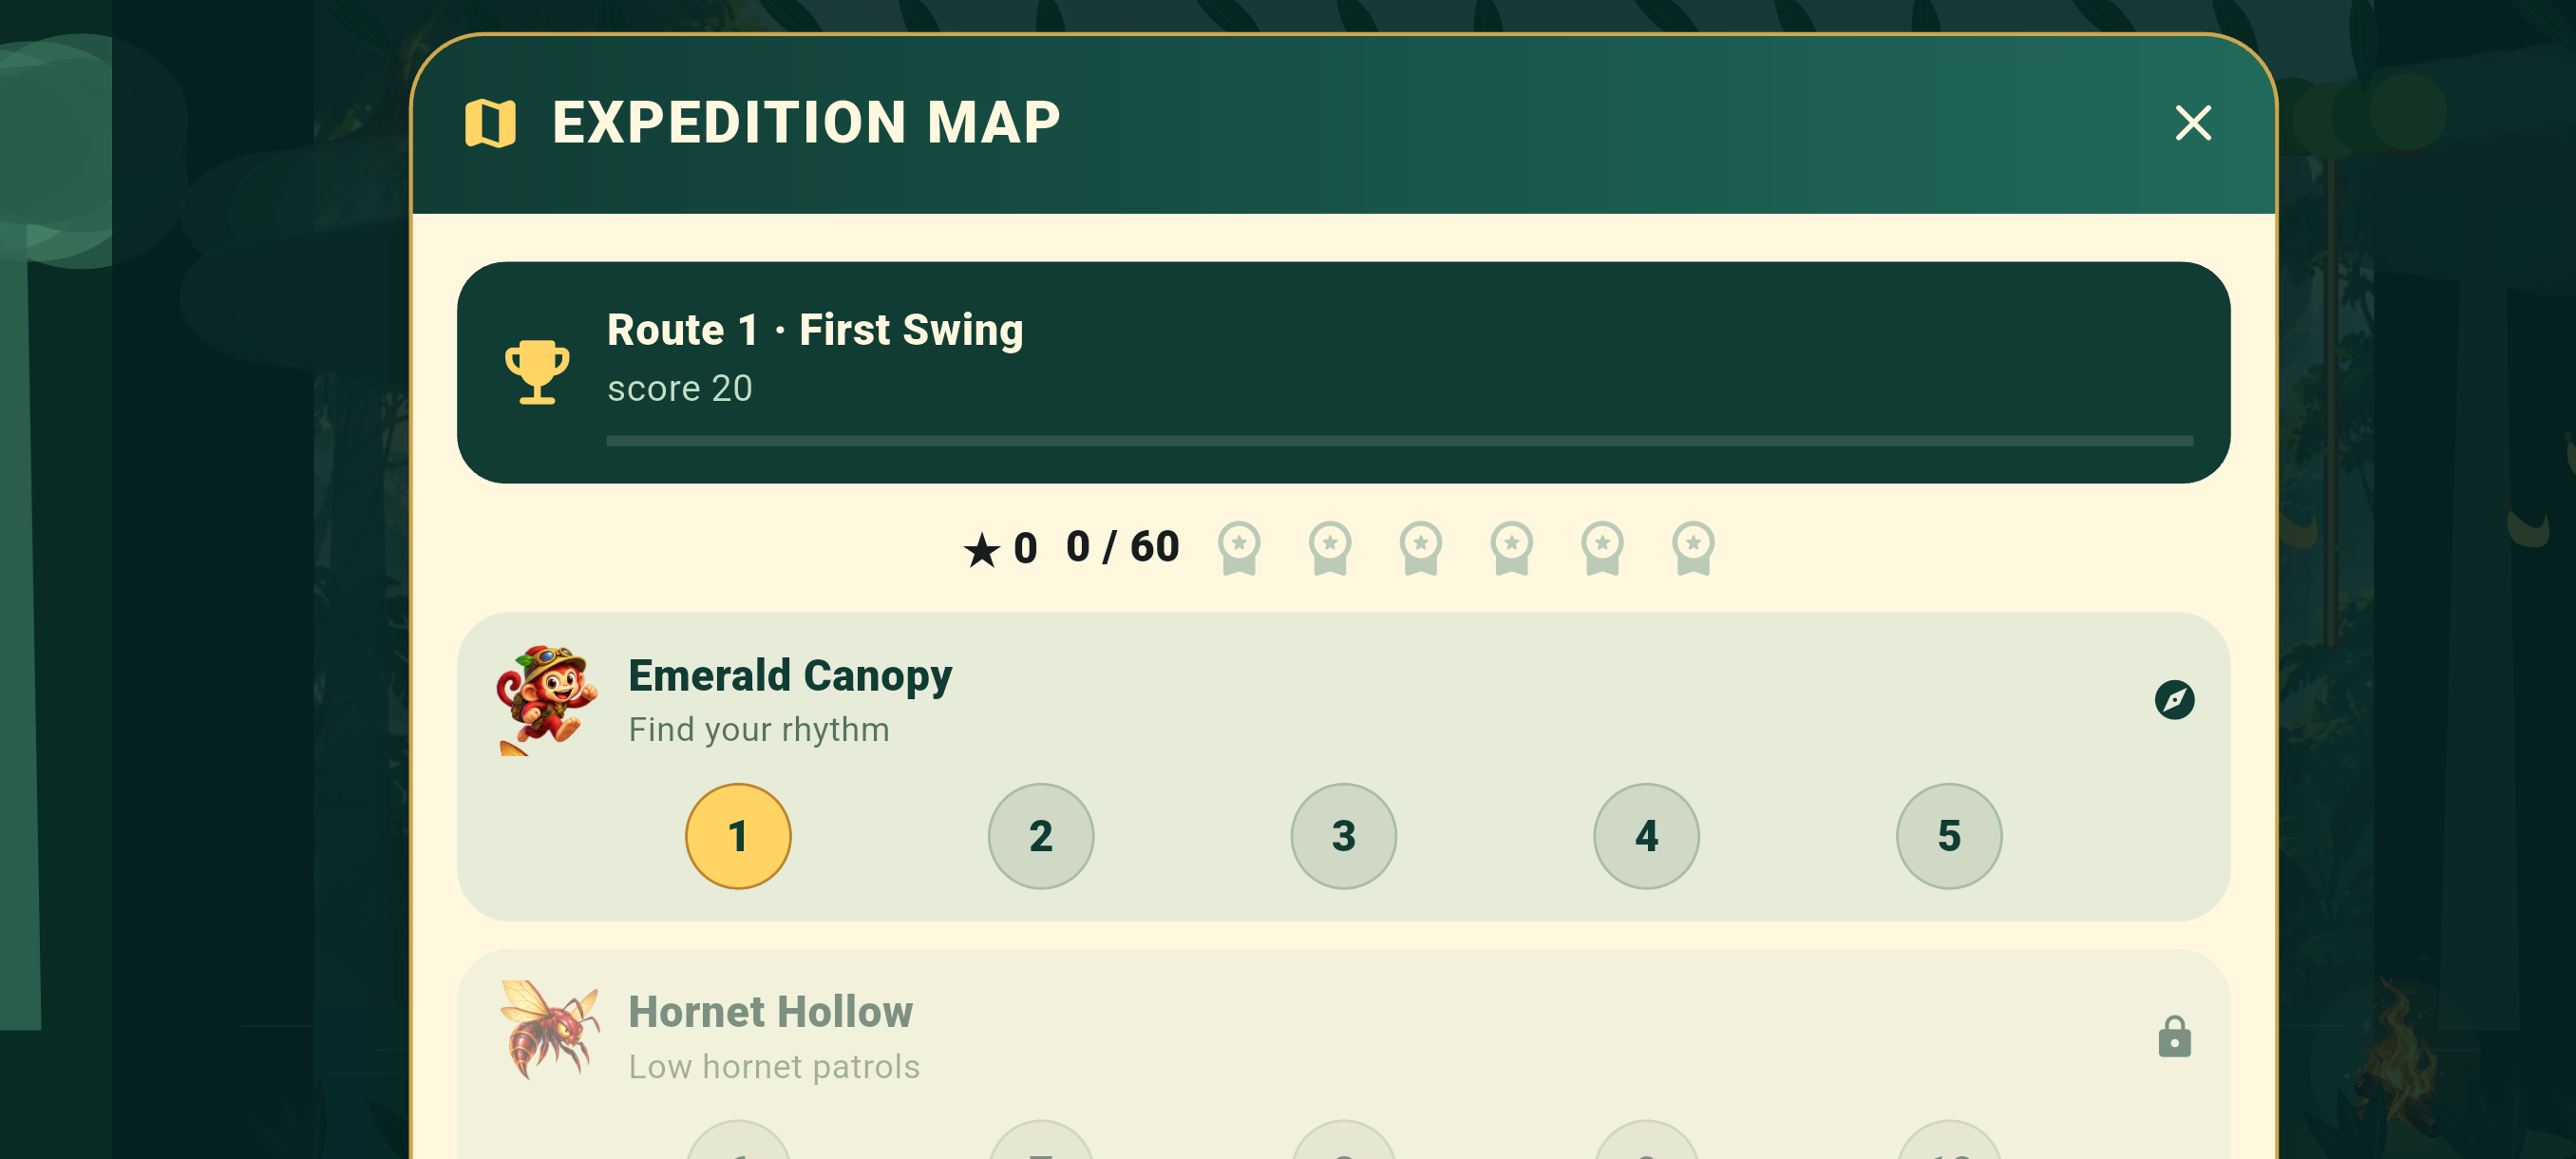 EXPEDITION MAP
Route 1 · First Swing
score 20
★ 0 0 / 60
Emerald Canopy
Find your rhythm
1 2 3 4 5
Hornet Hollow
Low hornet patrols